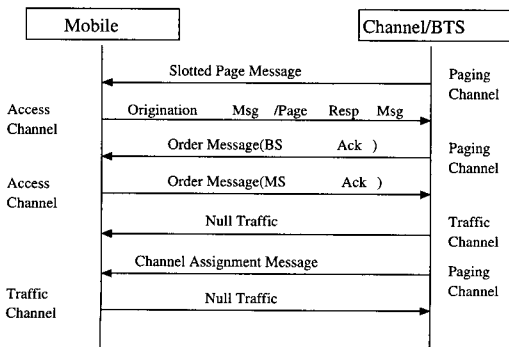 Mobile
Channel/BTS
Slotted Page Message
Paging
Channel
Access
Channel
Origination Msg /Page Resp Msg
Order Message(BS Ack )
Paging
Channel
Access
Channel
Order Message(MS Ack )
Null Traffic
Traffic
Channel
Channel Assignment Message
Paging
Channel
Traffic
Channel
Null Traffic